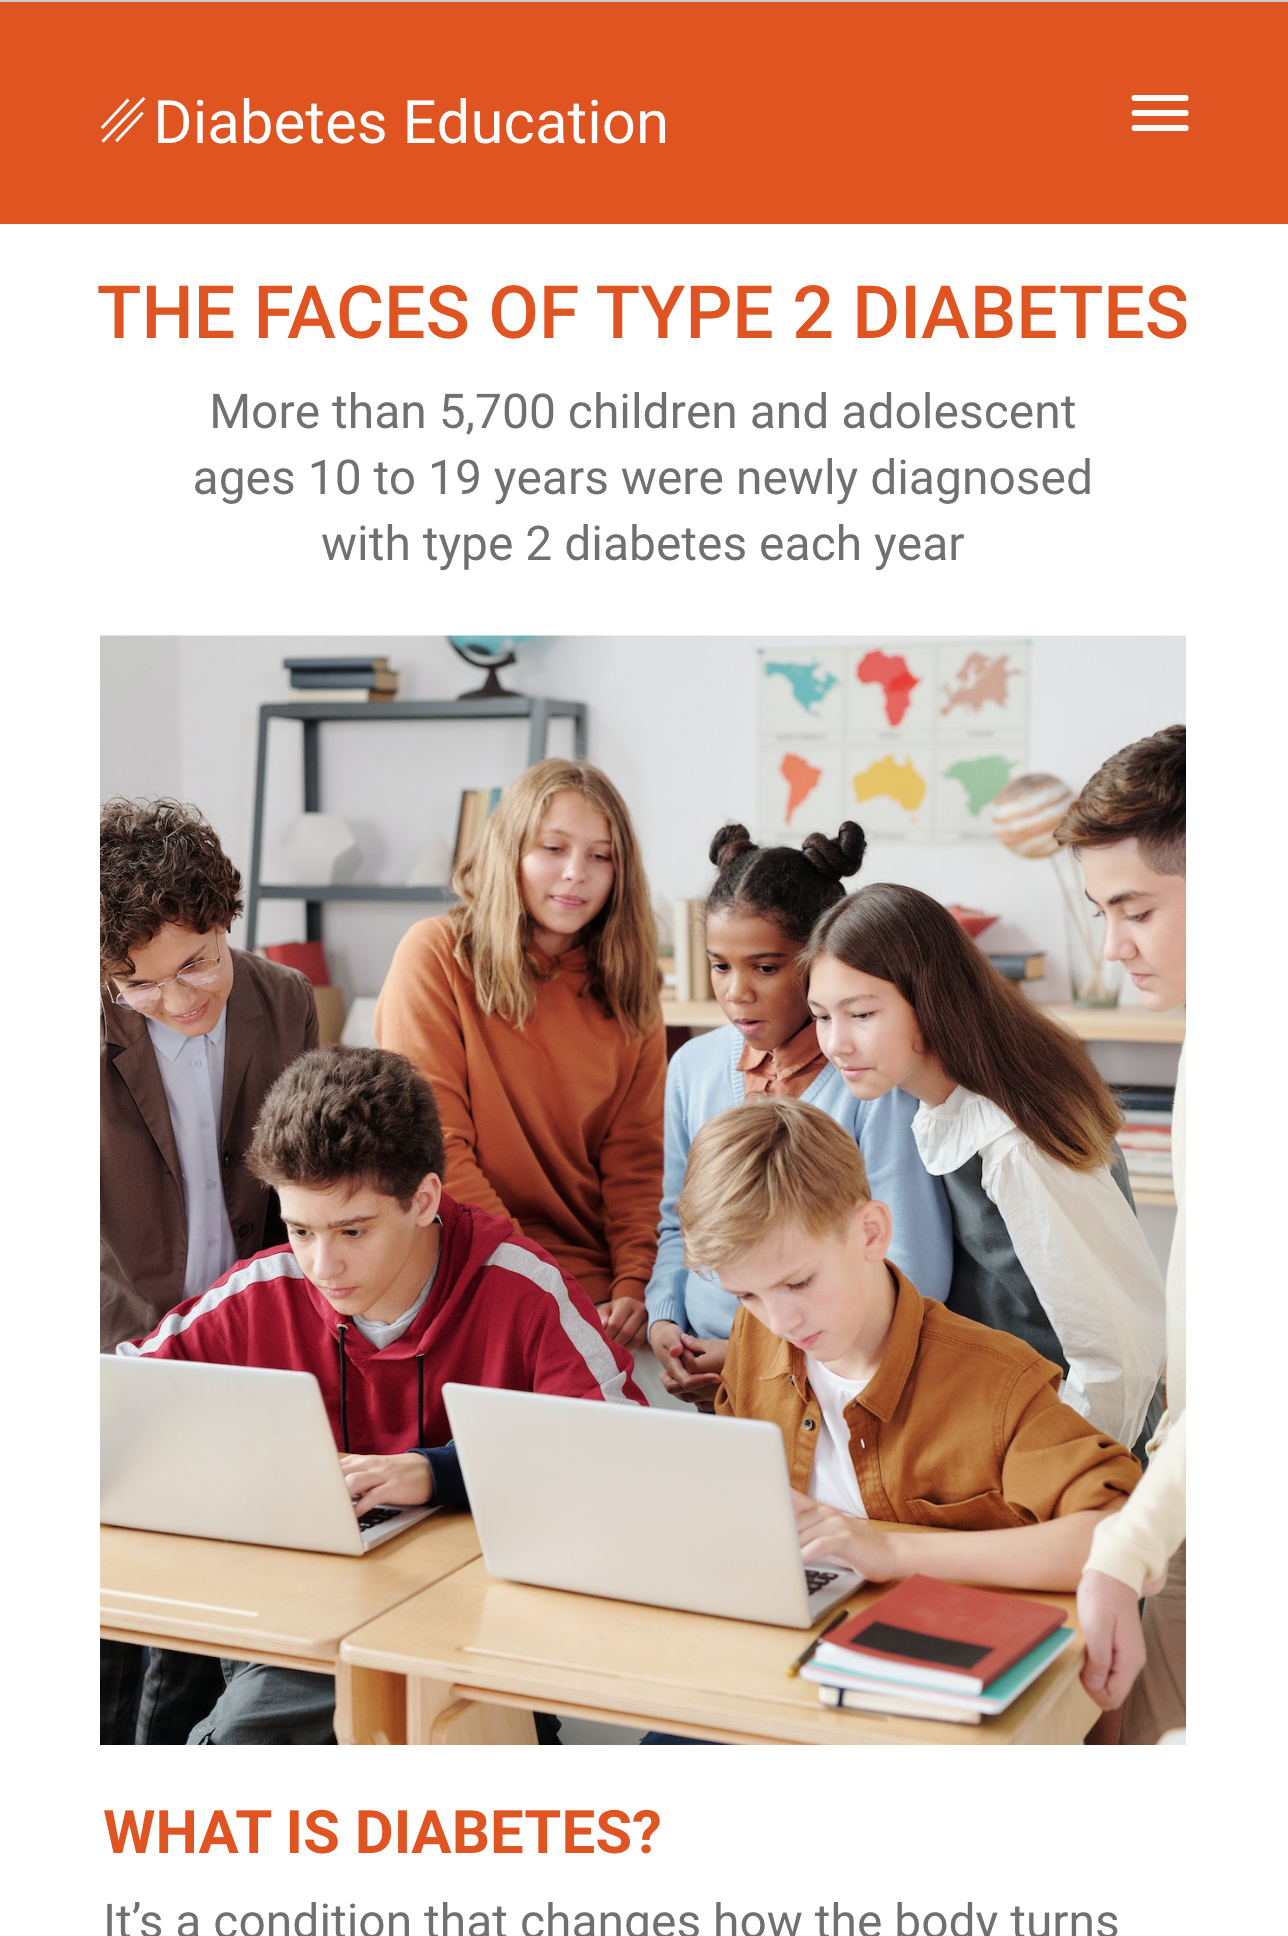 Diabetes Education
THE FACES OF TYPE 2 DIABETES
More than 5,700 children and adolescent
ages 10 to 19 years were newly diagnosed
with type 2 diabetes each year
WHAT IS DIABETES?
It’s a condition that changes how the body turns